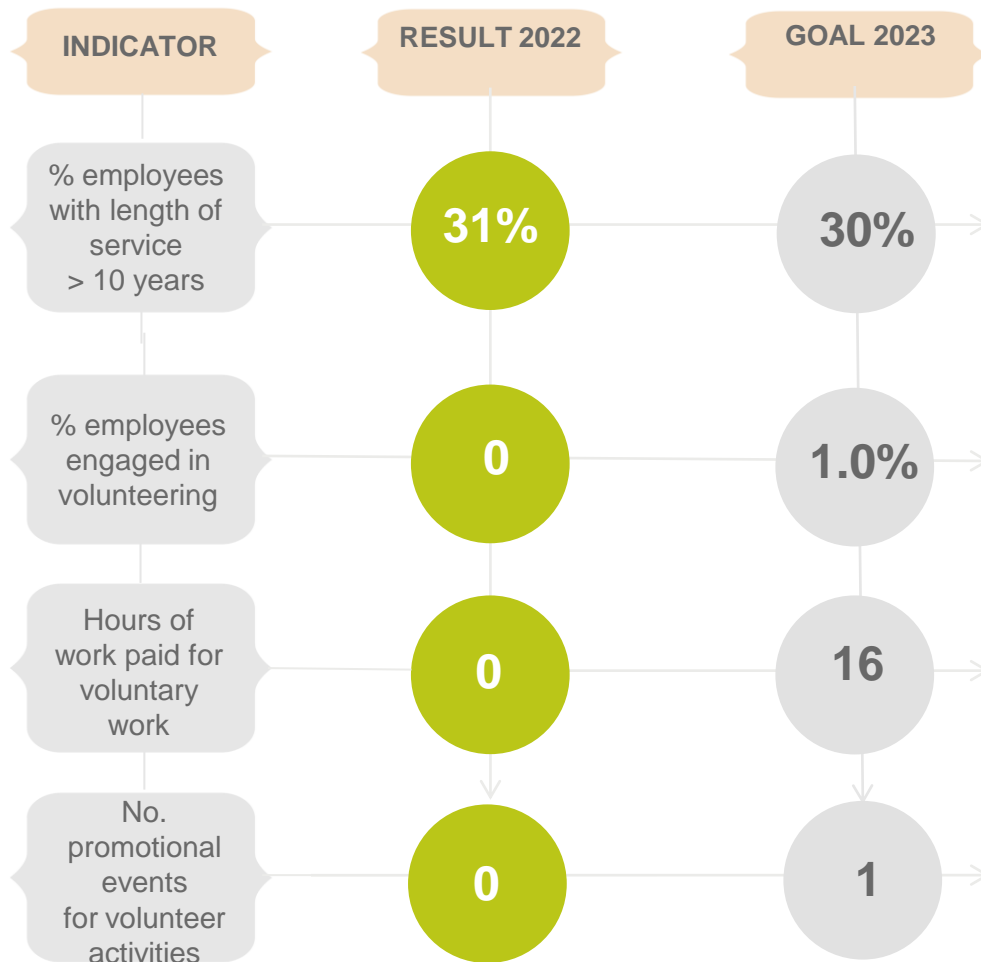 INDICATOR
RESULT 2022
GOAL 2023
% employees
with length of
service
> 10 years
31%
30%
% employees
engaged in
volunteering
0
1.0%
Hours of
work paid for
voluntary
work
0
16
No.
promotional
events
for volunteer
activities
0
1